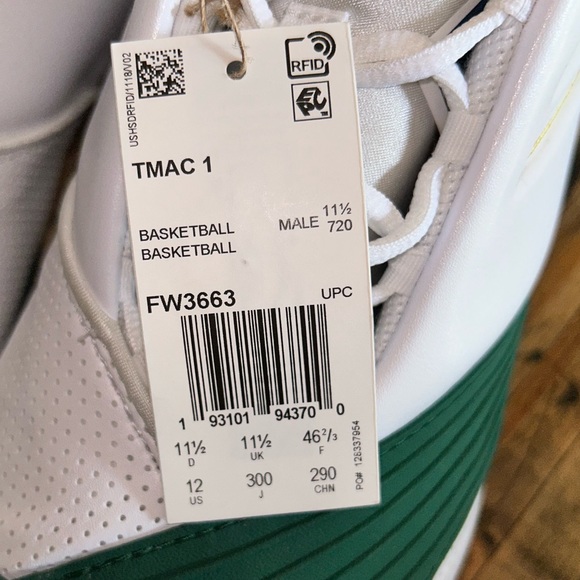 USHSDRFID/1118/V02
RFID
EPC
TMAC 1
BASKETBALL MALE 11½
BASKETBALL 720
FW3663 UPC
1 93101 94370 0
11½ 11½ 46⅔
D UK F
12 300 290
US J CHN
PO# 126337954